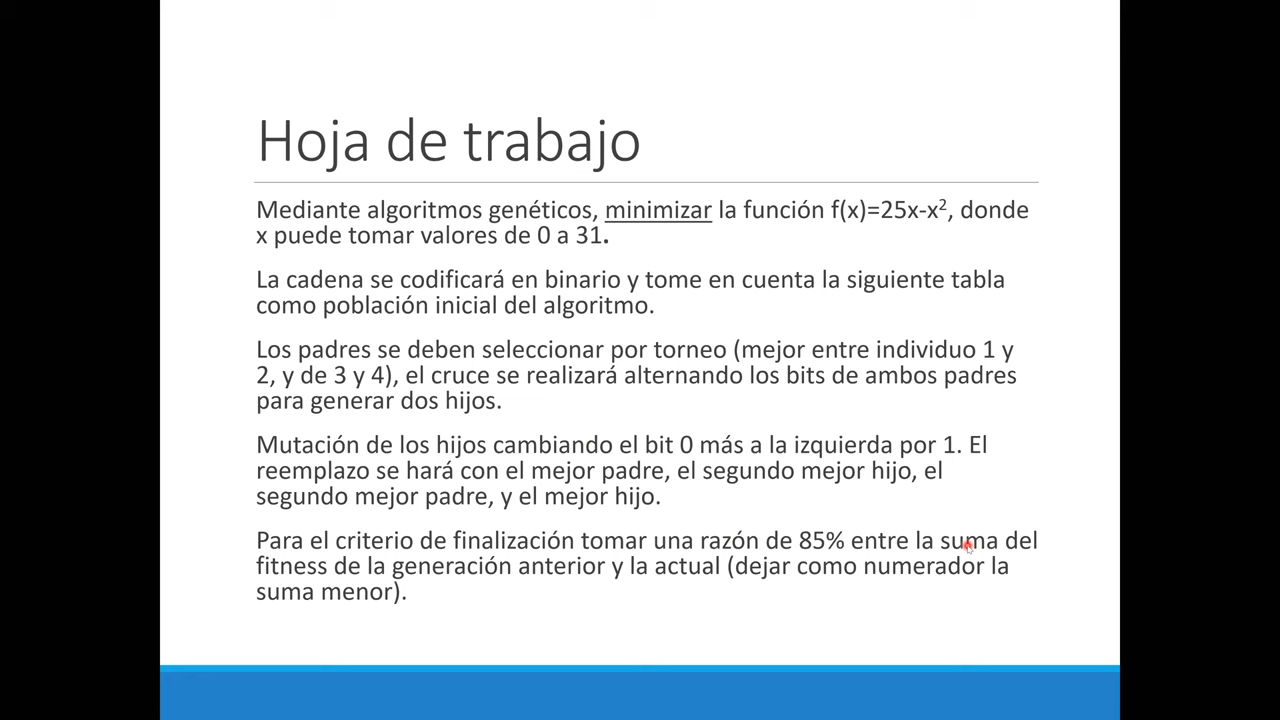 Hoja de trabajo
Mediante algoritmos genéticos, minimizar la función f(x)=25x-x², donde
x puede tomar valores de 0 a 31.
La cadena se codificará en binario y tome en cuenta la siguiente tabla
como población inicial del algoritmo.
Los padres se deben seleccionar por torneo (mejor entre individuo 1 y
2, y de 3 y 4), el cruce se realizará alternando los bits de ambos padres
para generar dos hijos.
Mutación de los hijos cambiando el bit 0 más a la izquierda por 1. El
reemplazo se hará con el mejor padre, el segundo mejor hijo, el
segundo mejor padre, y el mejor hijo.
Para el criterio de finalización tomar una razón de 85% entre la suma del
fitness de la generación anterior y la actual (dejar como numerador la
suma menor).